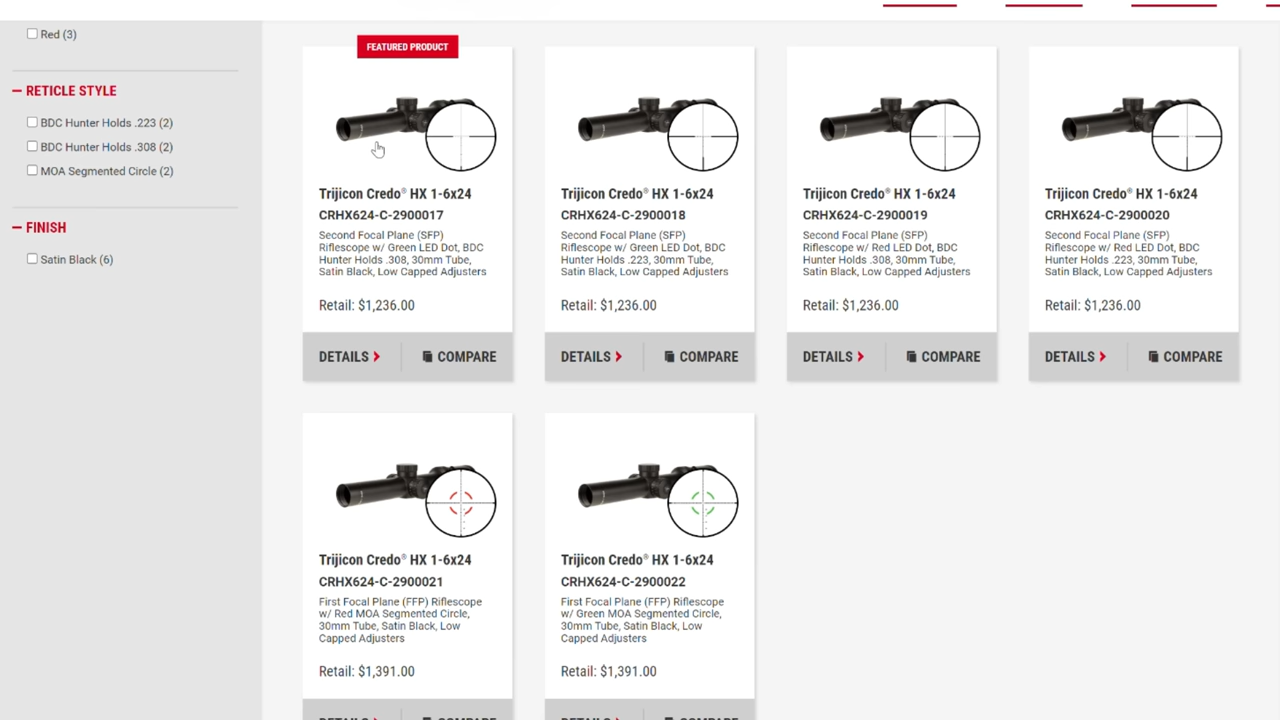 Red (3)
RETICLE STYLE
BDC Hunter Holds .223 (2)
BDC Hunter Holds .308 (2)
MOA Segmented Circle (2)
FINISH
Satin Black (6)
FEATURED PRODUCT
Trijicon Credo® HX 1-6x24
CRHX624-C-2900017
Second Focal Plane (SFP)
Riflescope w/ Green LED Dot, BDC
Hunter Holds .308, 30mm Tube,
Satin Black, Low Capped Adjusters
Retail: $1,236.00
DETAILS
COMPARE
Trijicon Credo® HX 1-6x24
CRHX624-C-2900018
Second Focal Plane (SFP)
Riflescope w/ Green LED Dot, BDC
Hunter Holds .223, 30mm Tube,
Satin Black, Low Capped Adjusters
Retail: $1,236.00
DETAILS
COMPARE
Trijicon Credo® HX 1-6x24
CRHX624-C-2900019
Second Focal Plane (SFP)
Riflescope w/ Red LED Dot, BDC
Hunter Holds .308, 30mm Tube,
Satin Black, Low Capped Adjusters
Retail: $1,236.00
DETAILS
COMPARE
Trijicon Credo® HX 1-6x24
CRHX624-C-2900020
Second Focal Plane (SFP)
Riflescope w/ Red LED Dot, BDC
Hunter Holds .223, 30mm Tube,
Satin Black, Low Capped Adjusters
Retail: $1,236.00
DETAILS
COMPARE
Trijicon Credo® HX 1-6x24
CRHX624-C-2900021
First Focal Plane (FFP) Riflescope
w/ Red MOA Segmented Circle,
30mm Tube, Satin Black, Low
Capped Adjusters
Retail: $1,391.00
DETAILS
COMPARE
Trijicon Credo® HX 1-6x24
CRHX624-C-2900022
First Focal Plane (FFP) Riflescope
w/ Green MOA Segmented Circle,
30mm Tube, Satin Black, Low
Capped Adjusters
Retail: $1,391.00
DETAILS
COMPARE